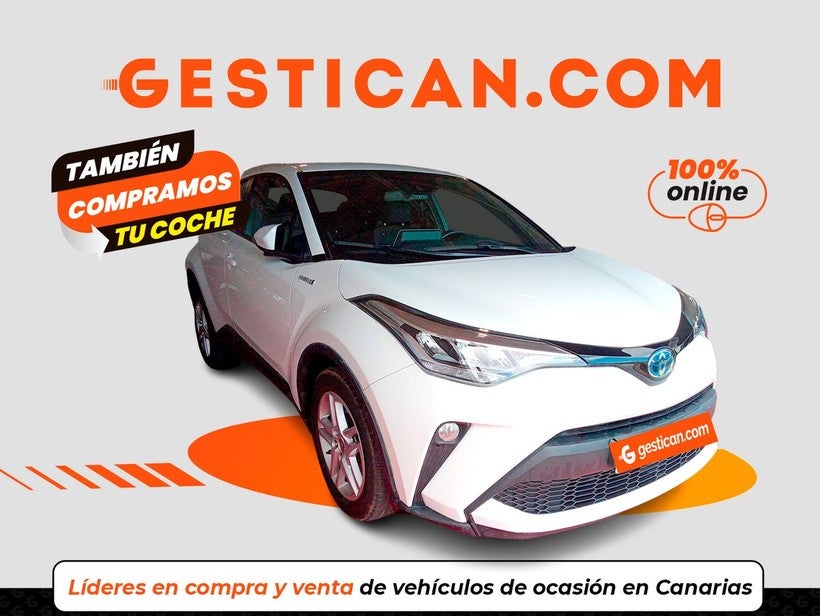 GESTICAN.COM
TAMBIÉN
COMPRAMOS
TU COCHE
100%
online
gestican.com
Líderes en compra y venta de vehículos de ocasión en Canarias